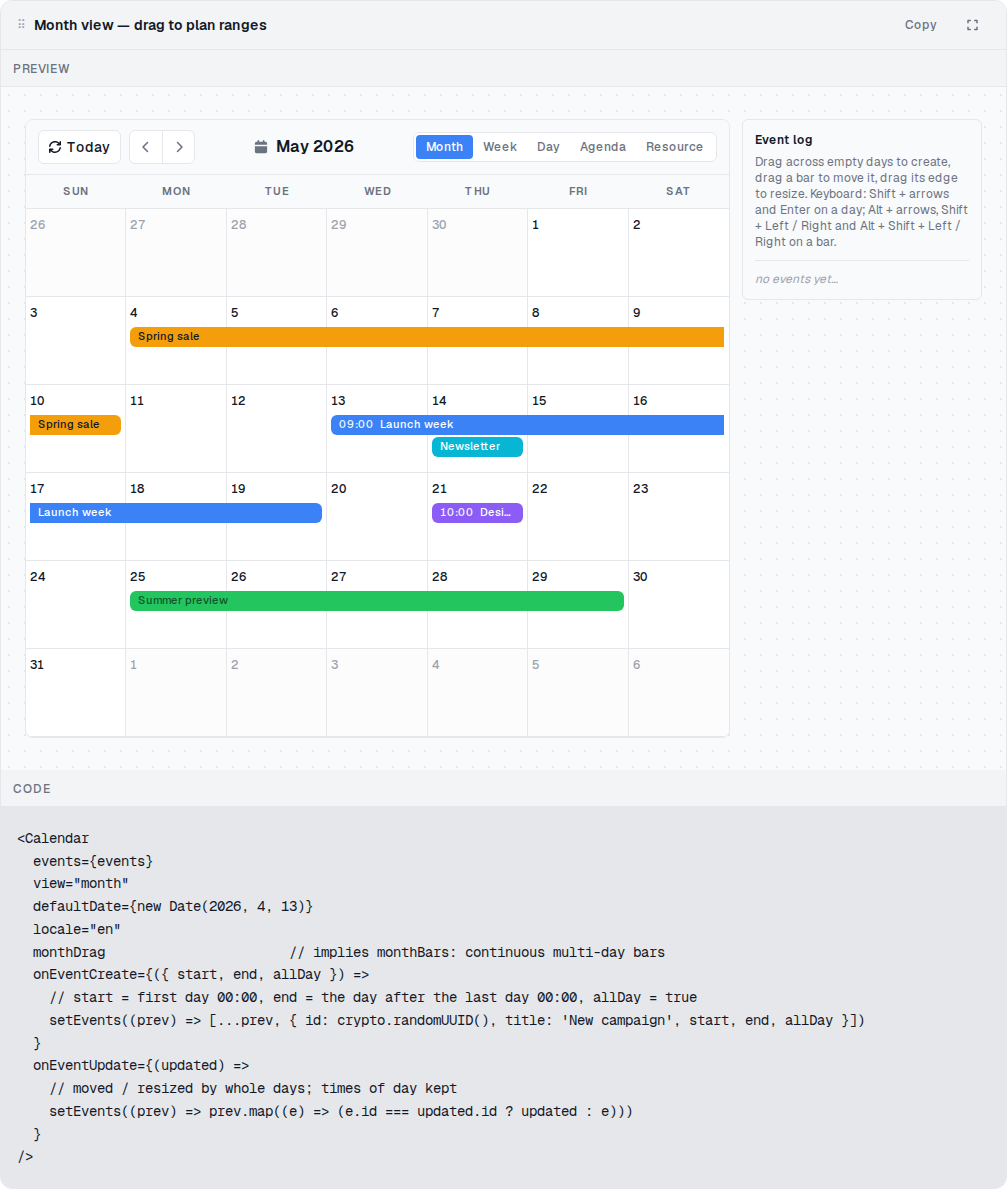 Month view — drag to plan ranges
Copy
PREVIEW
Today
May 2026
Month Week Day Agenda Resource
SUN MON TUE WED THU FRI SAT
26 27 28 29 30 1 2
3 4 5 6 7 8 9
Spring sale
10 11 12 13 14 15 16
Spring sale 09:00 Launch week
Newsletter
17 18 19 20 21 22 23
Launch week 10:00 Desi…
24 25 26 27 28 29 30
Summer preview
31 1 2 3 4 5 6
Event log
Drag across empty days to create,
drag a bar to move it, drag its edge
to resize. Keyboard: Shift + arrows
and Enter on a day; Alt + arrows, Shift
+ Left / Right and Alt + Shift + Left /
Right on a bar.
no events yet…
CODE
<Calendar
  events={events}
  view="month"
  defaultDate={new Date(2026, 4, 13)}
  locale="en"
  monthDrag                       // implies monthBars: continuous multi-day bars
  onEventCreate={({ start, end, allDay }) =>
    // start = first day 00:00, end = the day after the last day 00:00, allDay = true
    setEvents((prev) => [...prev, { id: crypto.randomUUID(), title: 'New campaign', start, end, allDay }])
  }
  onEventUpdate={(updated) =>
    // moved / resized by whole days; times of day kept
    setEvents((prev) => prev.map((e) => (e.id === updated.id ? updated : e)))
  }
/>